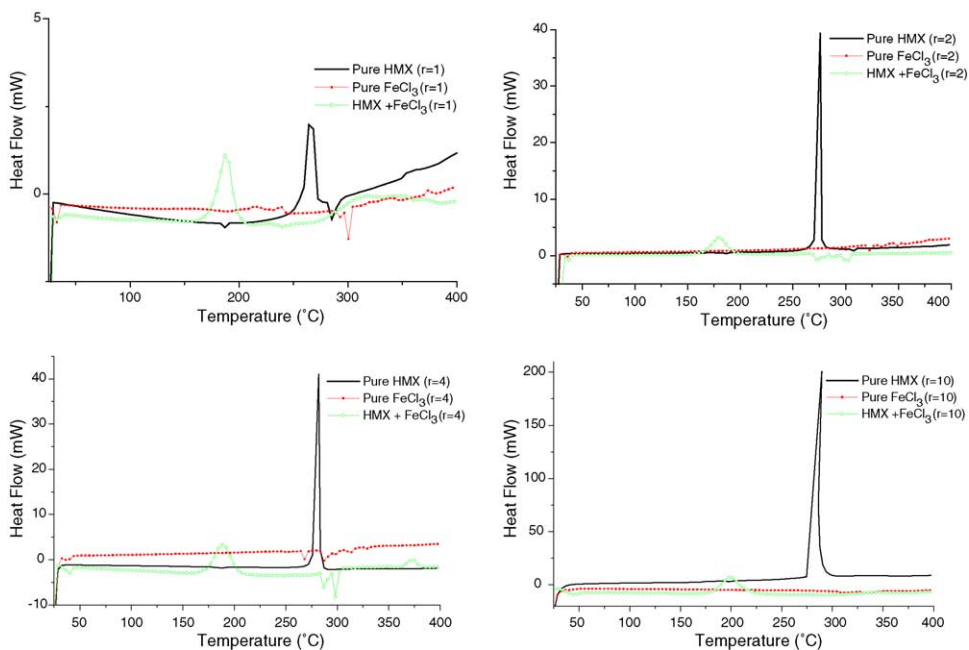 5
Pure HMX (r=1)
Pure FeCl3(r=1)
HMX +FeCl3(r=1)
Heat Flow (mW)
0
100
200
300
400
Temperature (˚C)
40
Pure HMX (r=2)
Pure FeCl3(r=2)
HMX +FeCl3(r=2)
30
Heat Flow (mW)
20
10
0
50
100
150
200
250
300
350
400
Temperature (˚C)
40
Pure HMX (r=4)
Pure FeCl3(r=4)
HMX + FeCl3(r=4)
30
Heat Flow (mW)
20
10
0
-10
50
100
150
200
250
300
350
400
Temperature (˚C)
200
Pure HMX (r=10)
Pure FeCl3(r=10)
HMX +FeCl3(r=10)
150
Heat Flow (mW)
100
50
0
50
100
150
200
250
300
350
400
Temperature (˚C)